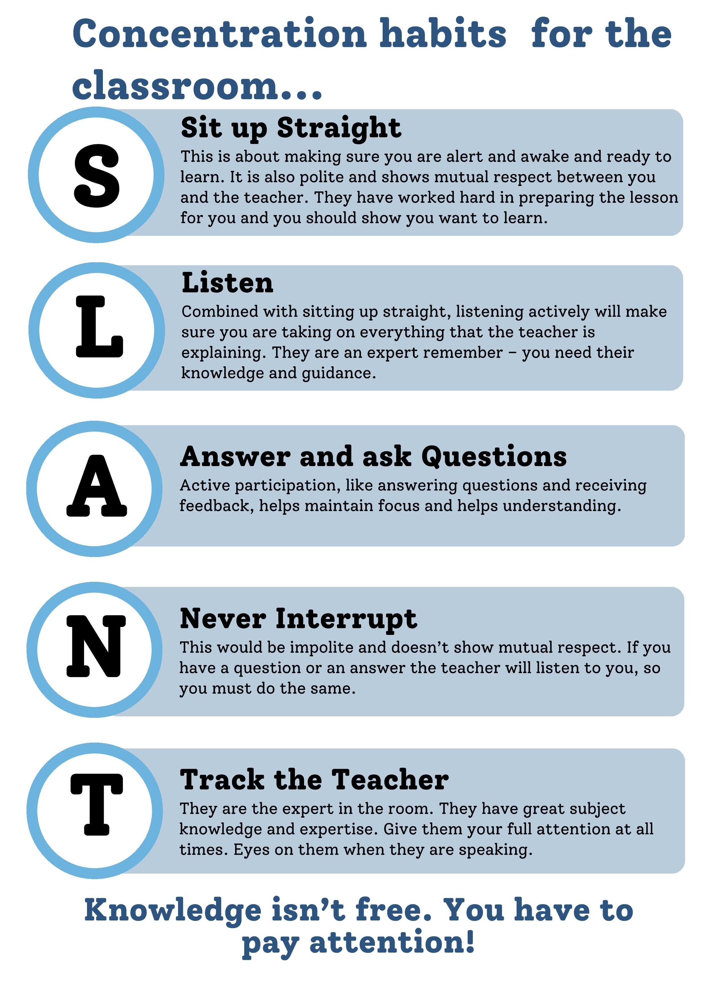 Concentration habits  for the
classroom...
S
Sit up Straight
This is about making sure you are alert and awake and ready to
learn. It is also polite and shows mutual respect between you
and the teacher. They have worked hard in preparing the lesson
for you and you should show you want to learn.
L
Listen
Combined with sitting up straight, listening actively will make
sure you are taking on everything that the teacher is
explaining. They are an expert remember – you need their
knowledge and guidance.
A
Answer and ask Questions
Active participation, like answering questions and receiving
feedback, helps maintain focus and helps understanding.
N
Never Interrupt
This would be impolite and doesn’t show mutual respect. If you
have a question or an answer the teacher will listen to you, so
you must do the same.
T
Track the Teacher
They are the expert in the room. They have great subject
knowledge and expertise. Give them your full attention at all
times. Eyes on them when they are speaking.
Knowledge isn’t free. You have to
pay attention!